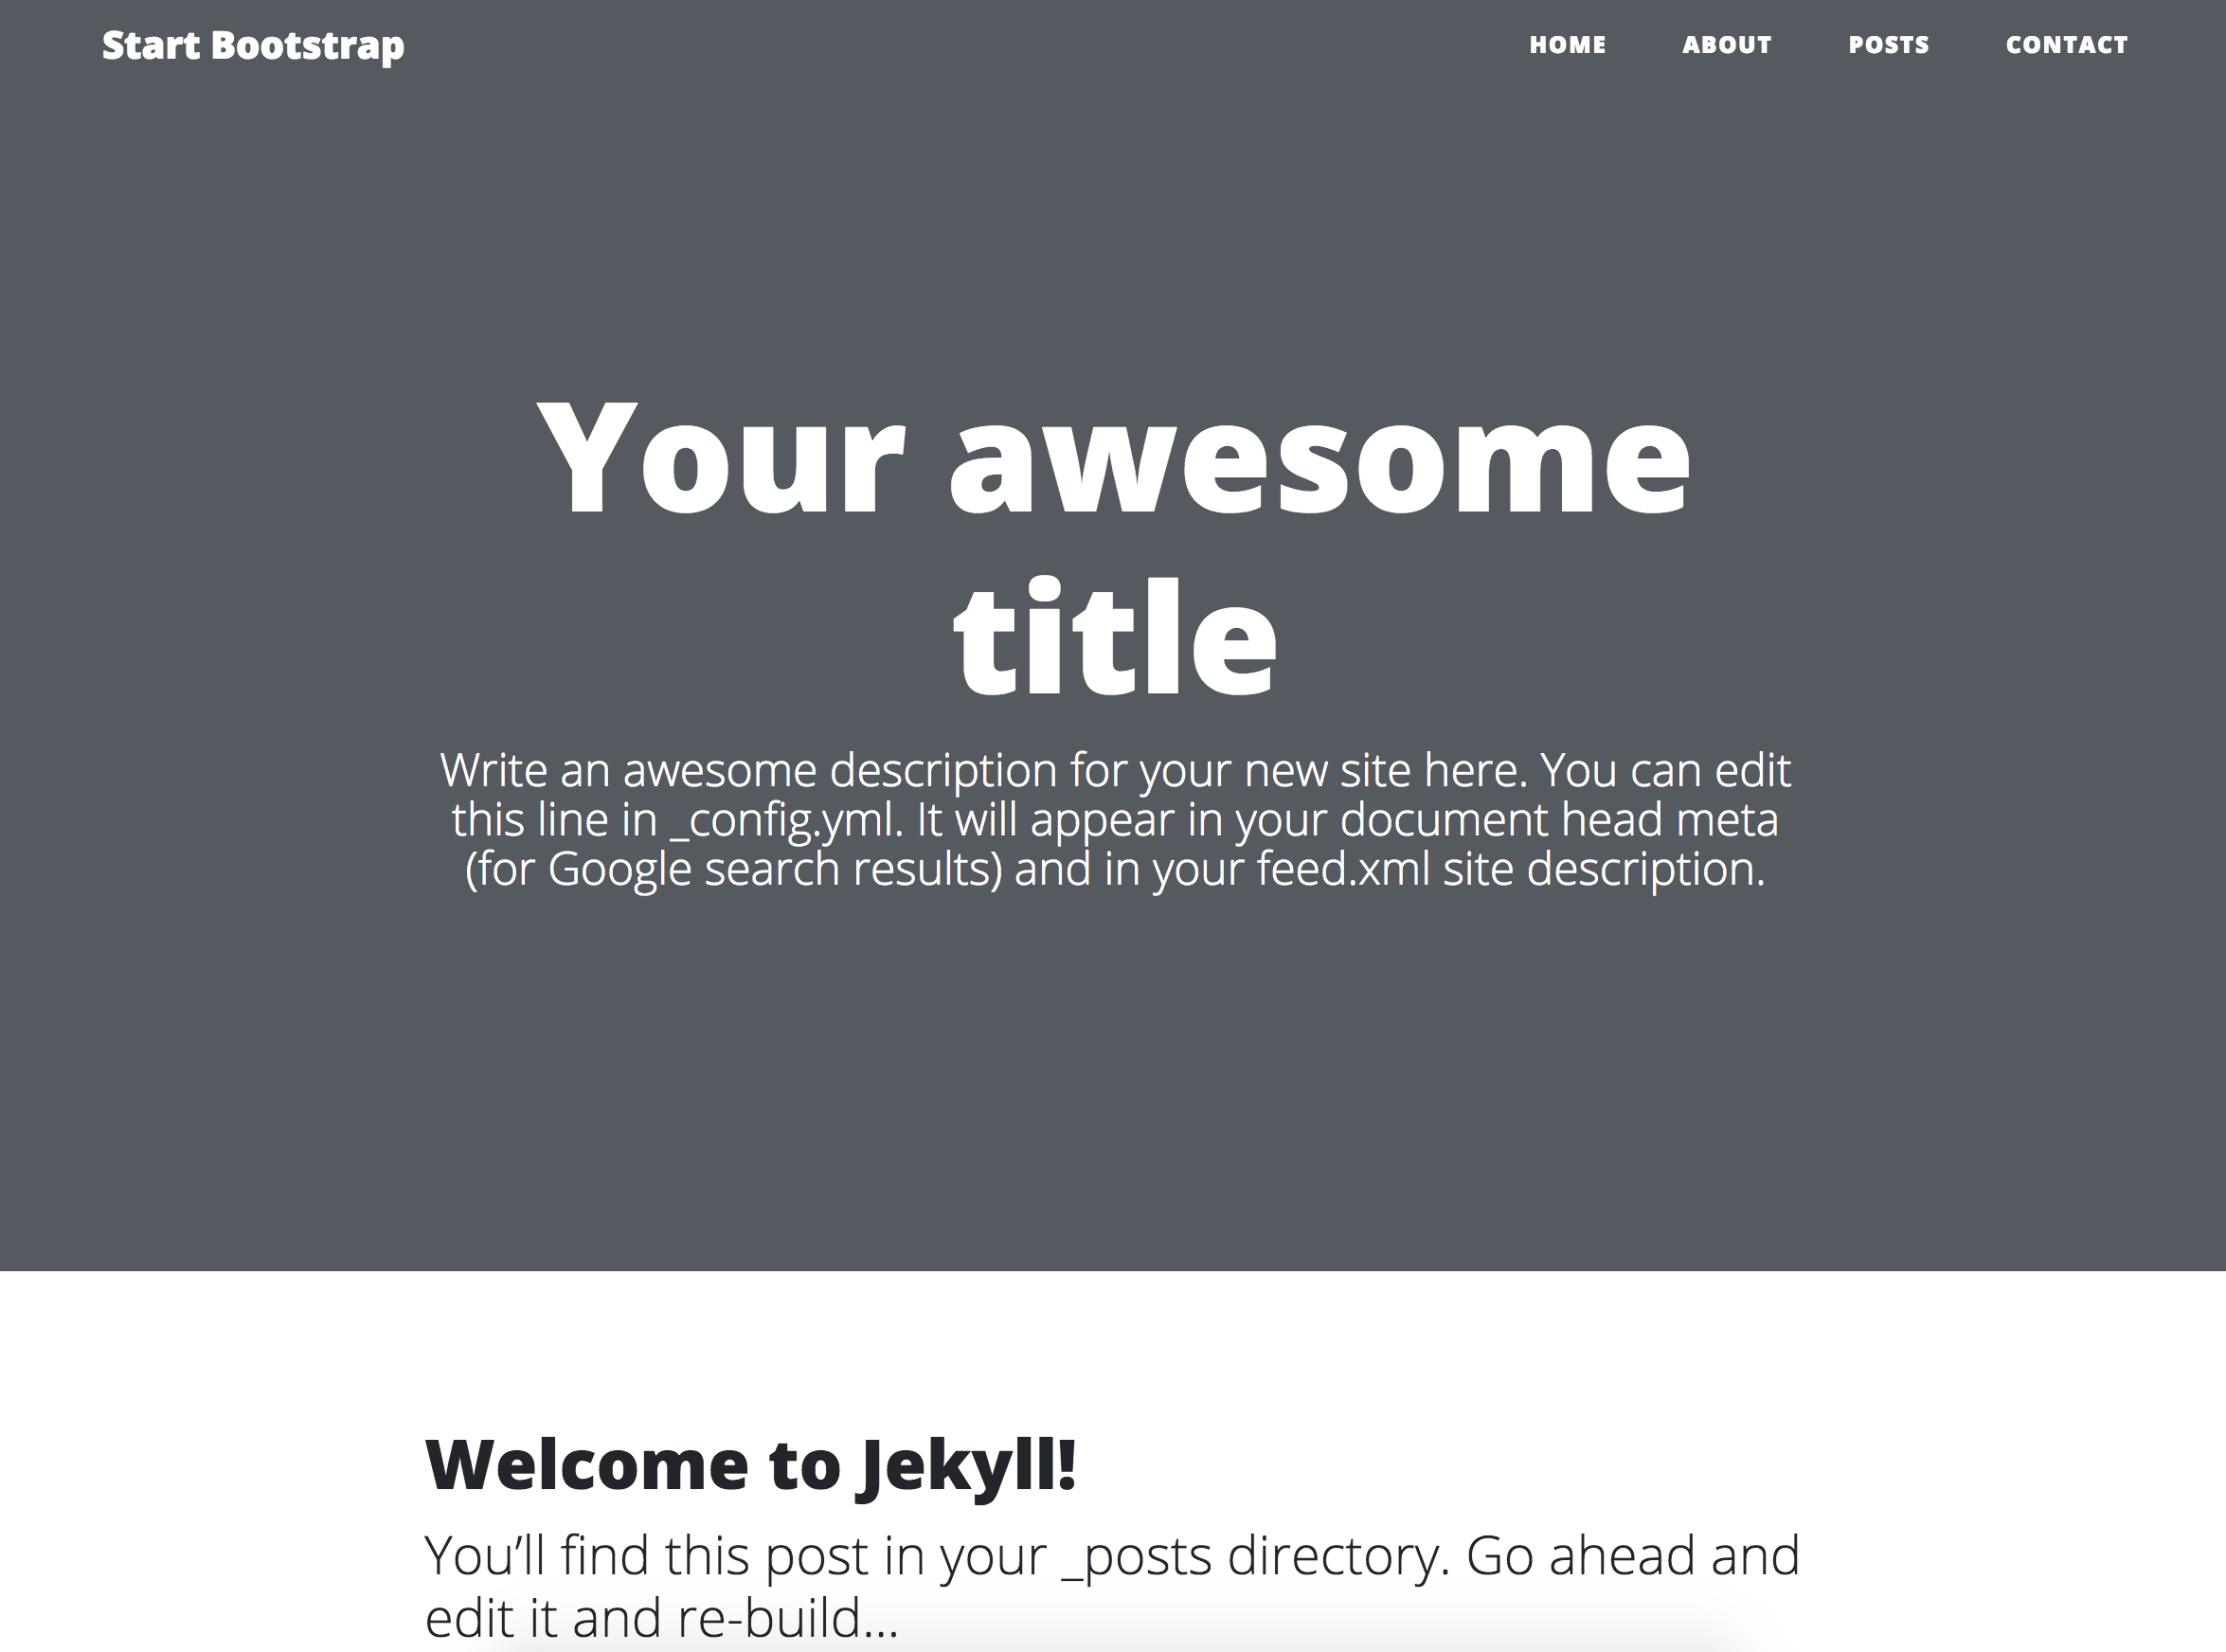 Start Bootstrap
HOME ABOUT POSTS CONTACT
Your awesome
title
Write an awesome description for your new site here. You can edit
this line in _config.yml. It will appear in your document head meta
(for Google search results) and in your feed.xml site description.
Welcome to Jekyll!
You’ll find this post in your _posts directory. Go ahead and
edit it and re-build...